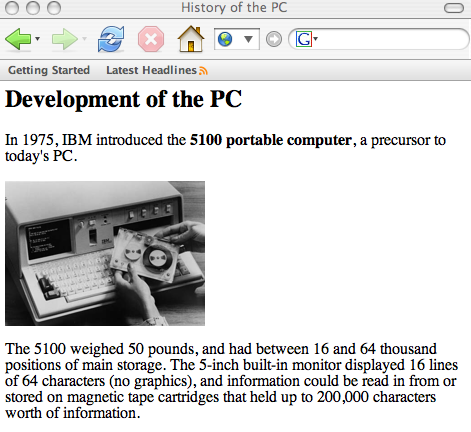 History of the PC
G
Getting Started Latest Headlines
Development of the PC
In 1975, IBM introduced the 5100 portable computer, a precursor to
today's PC.
IBM
The 5100 weighed 50 pounds, and had between 16 and 64 thousand
positions of main storage. The 5-inch built-in monitor displayed 16 lines
of 64 characters (no graphics), and information could be read in from or
stored on magnetic tape cartridges that held up to 200,000 characters
worth of information.